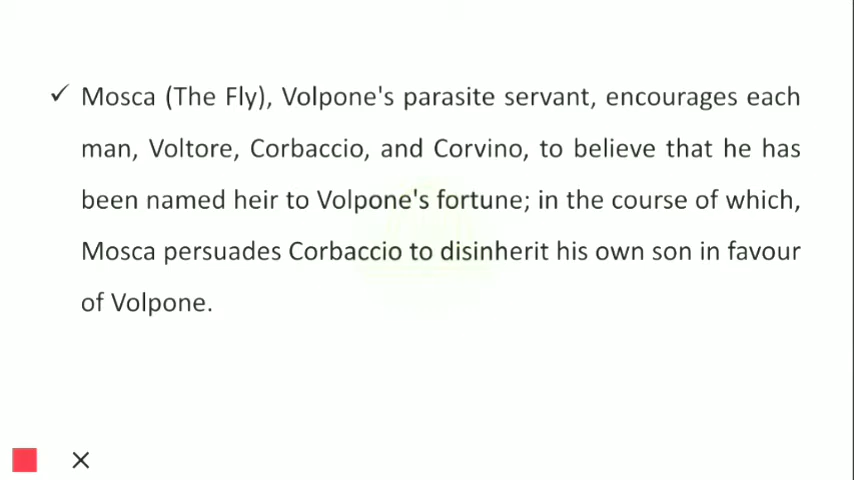 ✓ Mosca (The Fly), Volpone's parasite servant, encourages each
man, Voltore, Corbaccio, and Corvino, to believe that he has
been named heir to Volpone's fortune; in the course of which,
Mosca persuades Corbaccio to disinherit his own son in favour
of Volpone.